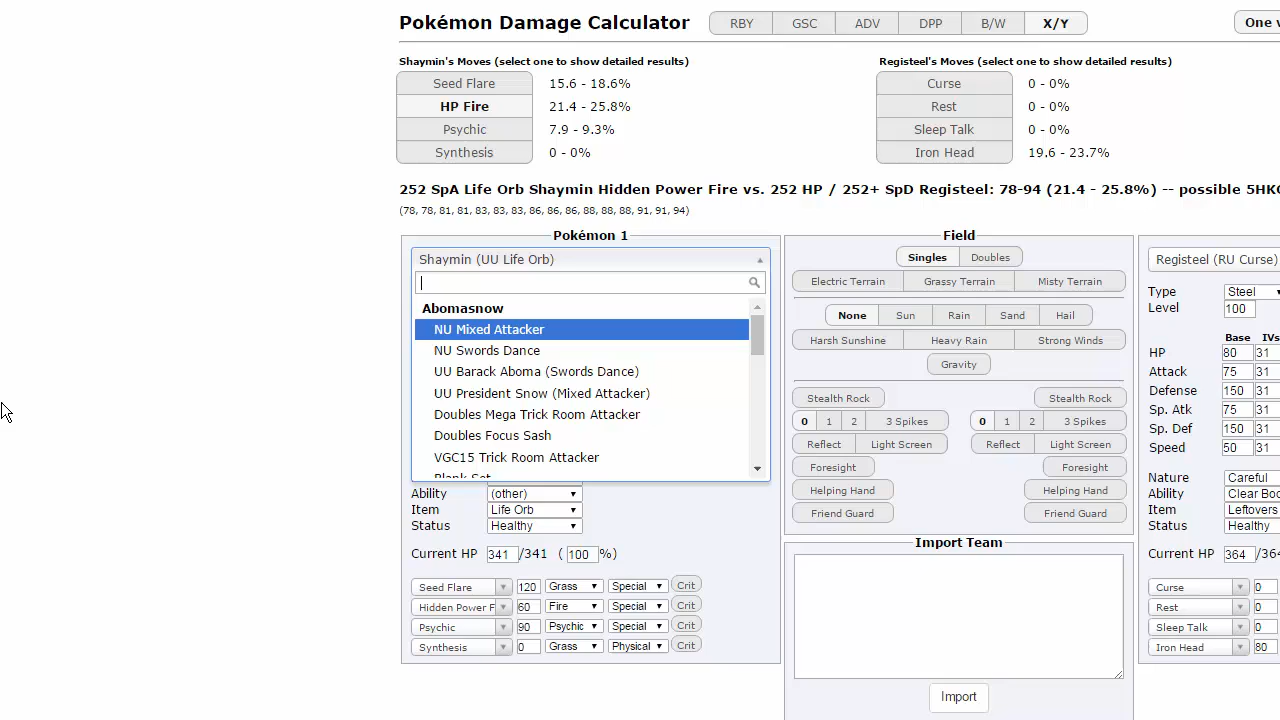 Pokémon Damage Calculator RBY GSC ADV DPP B/W X/Y One v
Shaymin's Moves (select one to show detailed results)
Seed Flare 15.6 - 18.6%
HP Fire 21.4 - 25.8%
Psychic 7.9 - 9.3%
Synthesis 0 - 0%
Registeel's Moves (select one to show detailed results)
Curse 0 - 0%
Rest 0 - 0%
Sleep Talk 0 - 0%
Iron Head 19.6 - 23.7%
252 SpA Life Orb Shaymin Hidden Power Fire vs. 252 HP / 252+ SpD Registeel: 78-94 (21.4 - 25.8%) -- possible 5HKO
(78, 78, 81, 81, 83, 83, 83, 86, 86, 86, 88, 88, 88, 91, 91, 94)
Pokémon 1
Shaymin (UU Life Orb)
Abomasnow
NU Mixed Attacker
NU Swords Dance
UU Barack Aboma (Swords Dance)
UU President Snow (Mixed Attacker)
Doubles Mega Trick Room Attacker
Doubles Focus Sash
VGC15 Trick Room Attacker
Blank Set
Ability (other)
Item Life Orb
Status Healthy
Current HP 341 /341 ( 100 %)
Seed Flare 120 Grass Special Crit
Hidden Power F 60 Fire Special Crit
Psychic 90 Psychic Special Crit
Synthesis 0 Grass Physical Crit
Field
Singles Doubles
Electric Terrain Grassy Terrain Misty Terrain
None Sun Rain Sand Hail
Harsh Sunshine Heavy Rain Strong Winds
Gravity
Stealth Rock Stealth Rock
0 1 2 3 Spikes 0 1 2 3 Spikes
Reflect Light Screen Reflect Light Screen
Foresight Foresight
Helping Hand Helping Hand
Friend Guard Friend Guard
Import Team
Import
Registeel (RU Curse)
Type Steel
Level 100
Base IVs
HP 80 31
Attack 75 31
Defense 150 31
Sp. Atk 75 31
Sp. Def 150 31
Speed 50 31
Nature Careful
Ability Clear Boo
Item Leftovers
Status Healthy
Current HP 364 /364
Curse 0
Rest 0
Sleep Talk 0
Iron Head 80